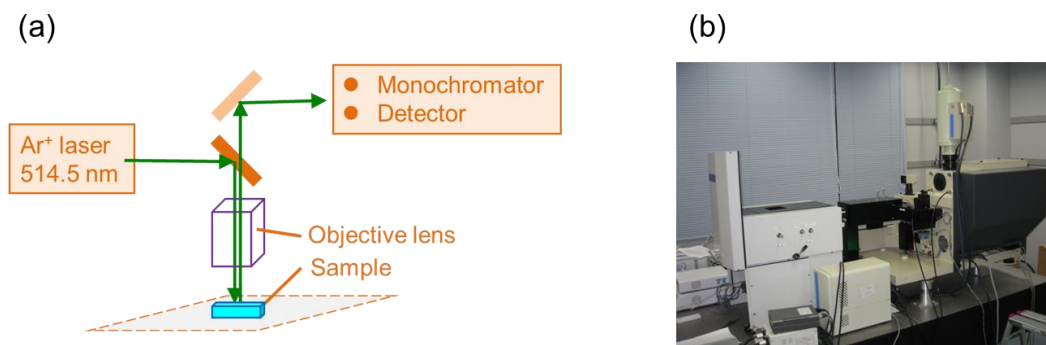 (a)
(b)
● Monochromator
● Detector
Ar⁺ laser
514.5 nm
Objective lens
Sample